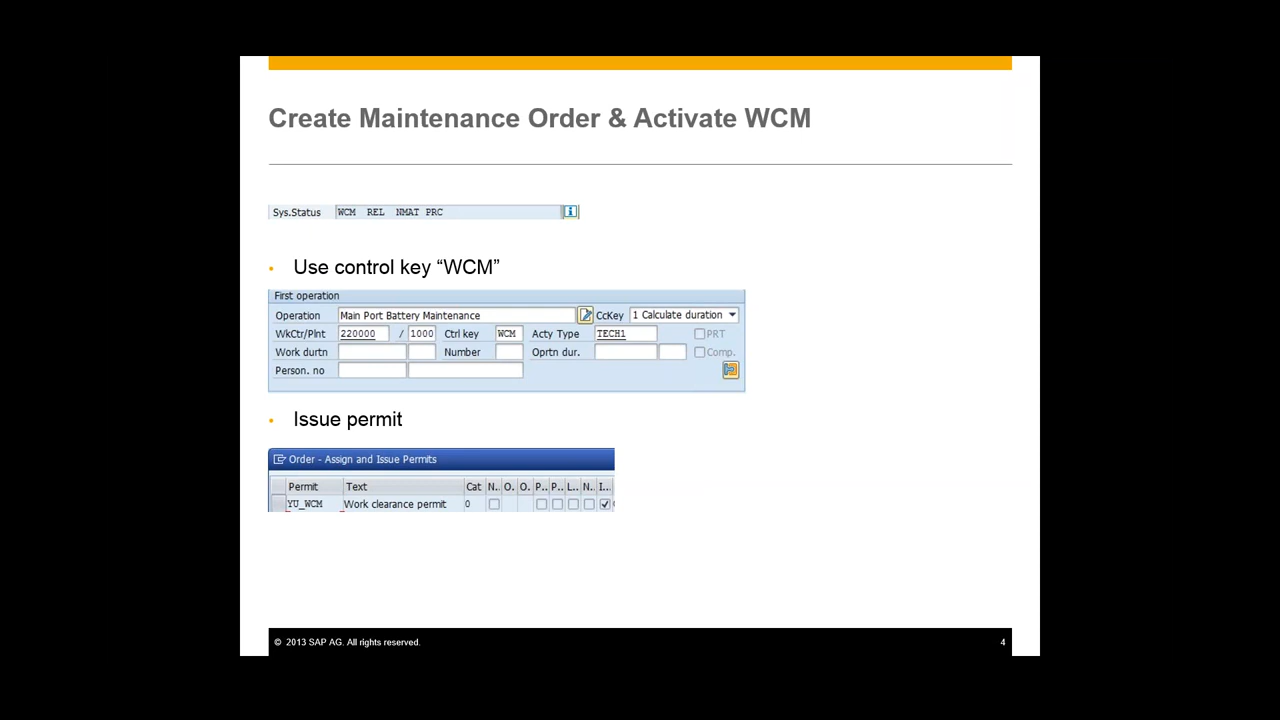 Create Maintenance Order & Activate WCM
Sys.Status WCM REL NMAT PRC
• Use control key “WCM”
First operation
Operation Main Port Battery Maintenance CcKey 1 Calculate duration
WkCtr/Plnt 220000 / 1000 Ctrl key WCM Acty Type TECH1 PRT
Work durtn Number Oprtn dur. Comp.
Person. no
• Issue permit
Order - Assign and Issue Permits
Permit Text Cat N.. O. O. P.. P.. L.. N.. I...
YU_WCM Work clearance permit 0
© 2013 SAP AG. All rights reserved. 4